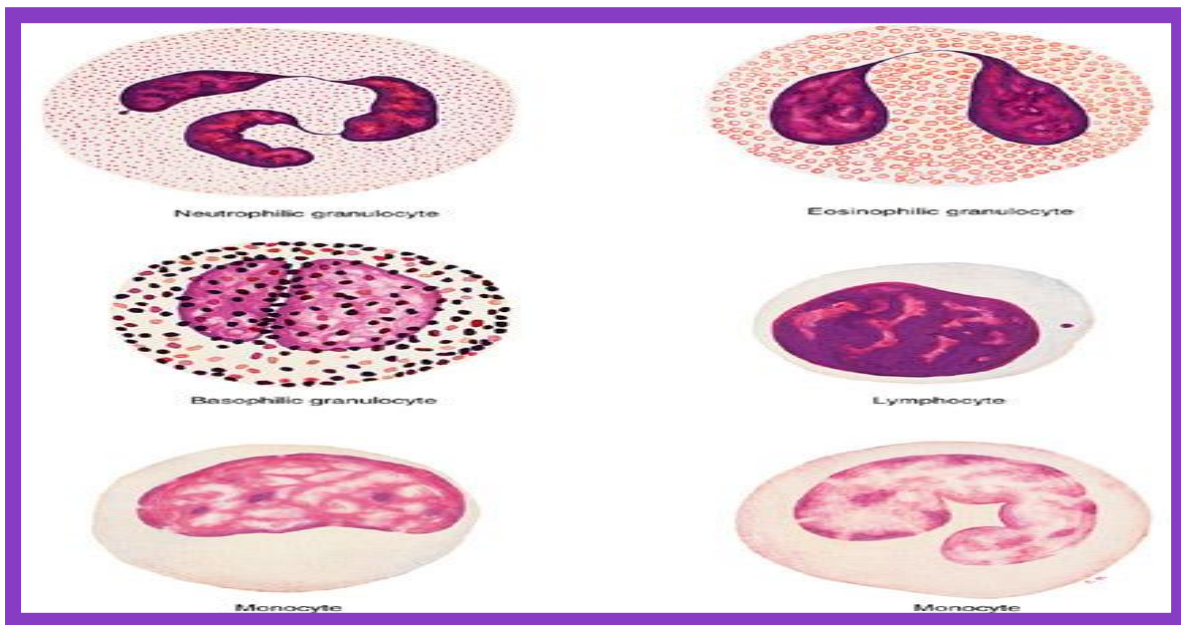 Neutrophilic granulocyte
Eosinophilic granulocyte
Basophilic granulocyte
Lymphocyte
Monocyte
Monocyte